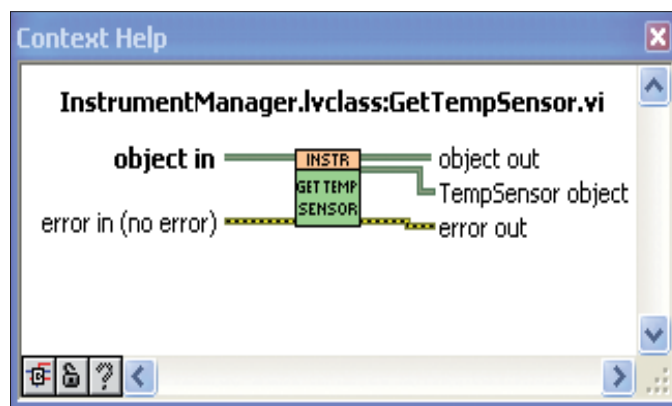 Context Help
InstrumentManager.lvclass:GetTempSensor.vi
object in
INSTR
object out
GET TEMP
SENSOR
TempSensor object
error in (no error)
error out
?